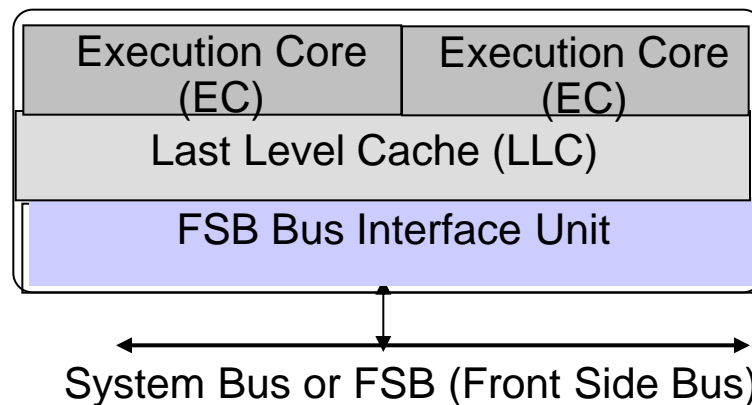 Execution Core
(EC)
Execution Core
(EC)
Last Level Cache (LLC)
FSB Bus Interface Unit
System Bus or FSB (Front Side Bus)